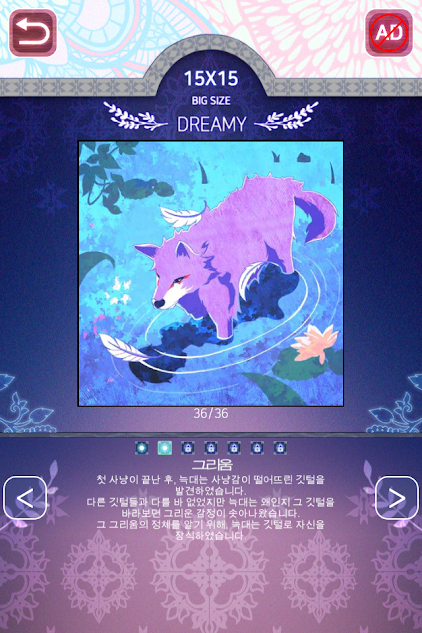 AD
15X15
BIG SIZE
DREAMY
36/36
그리움
첫 사냥이 끝난 후, 늑대는 사냥감이 떨어뜨린 깃털을
발견하였습니다.
다른 깃털들과 다를 바 없었지만 늑대는 왜인지 그 깃털을
바라보면 그리운 감정이 솟아나왔습니다.
그 그리움의 정체를 알기 위해, 늑대는 깃털로 자신을
장식하였습니다.